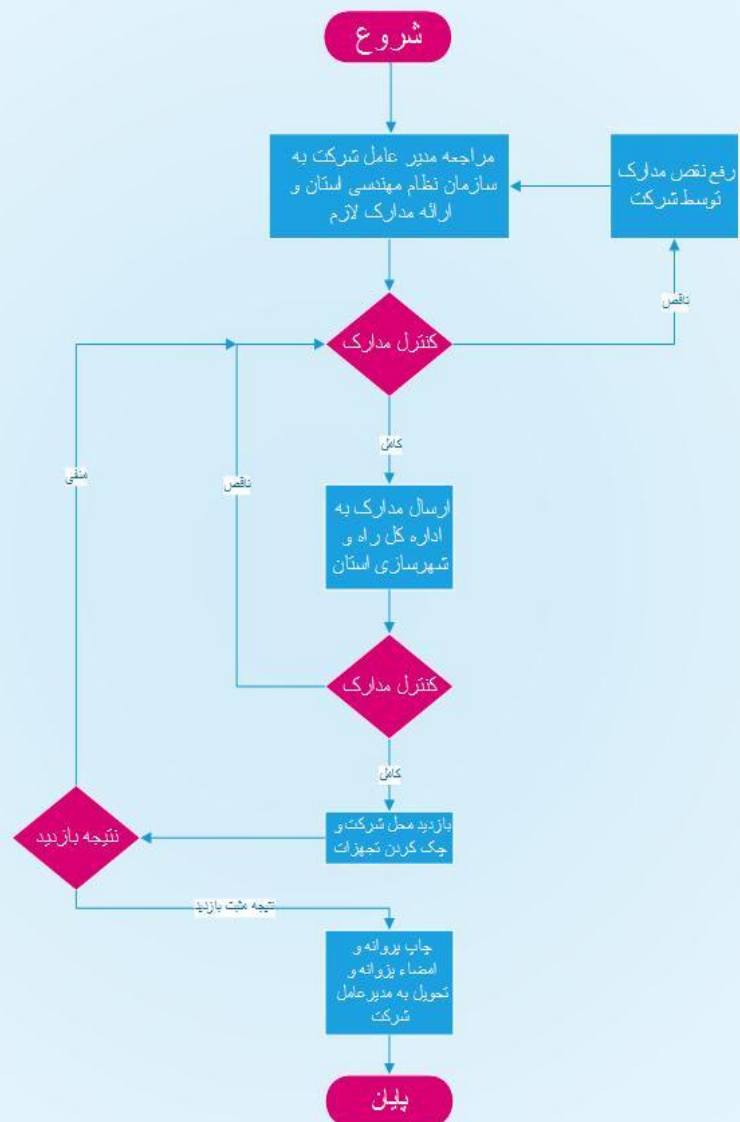 شروع
مراجعه مدیر عامل شرکت به
سازمان نظام مهندسی استان و
ارائه مدارک لازم
رفع نقص مدارک
توسط شرکت
ناقص
کنترل مدارک
کامل
منفی
ناقص
ارسال مدارک به
اداره کل راه و
شهرسازی استان
کنترل مدارک
کامل
بازدید محل شرکت و
چک کردن تجهزات
نتیجه بازدید
نتیجه مثبت بازدید
چاپ پروانه و
امضاء پروانه و
تحویل به مدیرعامل
شرکت
پایان